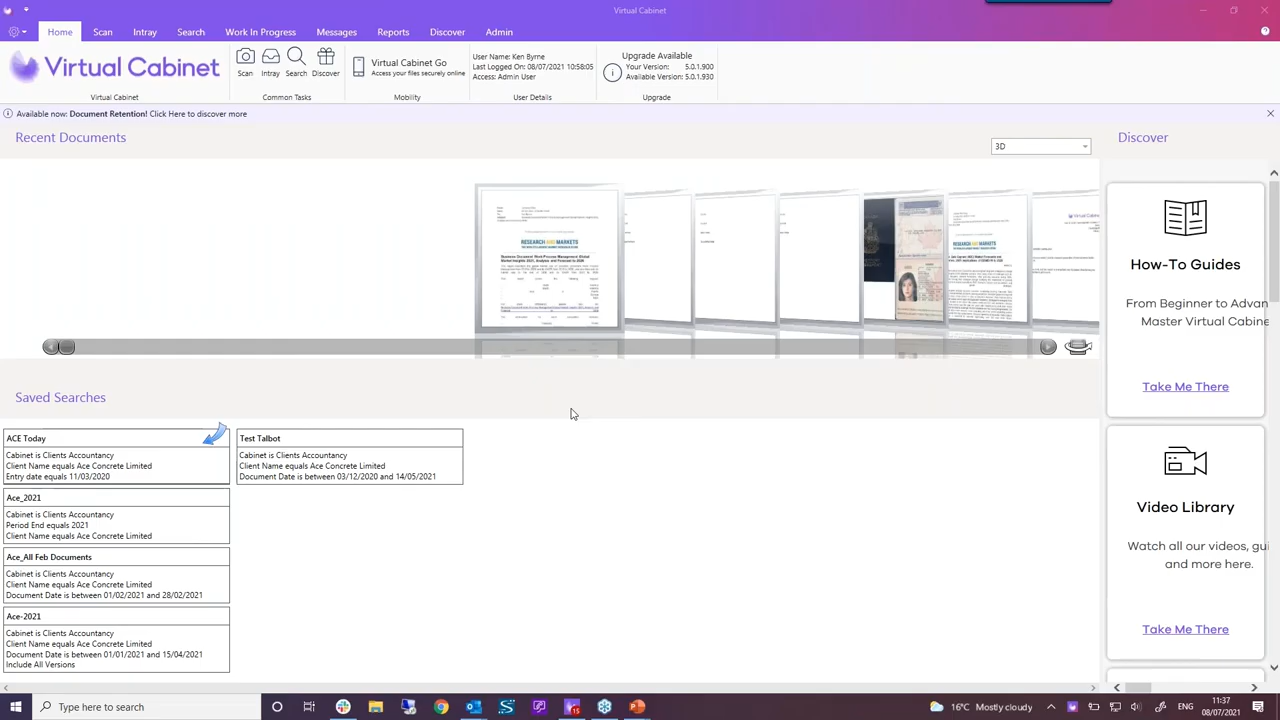 Virtual Cabinet
Home Scan Intray Search Work In Progress Messages Reports Discover Admin
Virtual Cabinet
Scan Intray Search Discover
Virtual Cabinet Go
Access your files securely online
User Name: Ken Byrne
Last Logged On: 08/07/2021 10:58:05
Access: Admin User
Upgrade Available
Your Version: 5.0.1.900
Available Version: 5.0.1.930
Virtual Cabinet Common Tasks Mobility User Details Upgrade
Available now: Document Retention! Click Here to discover more
Recent Documents
3D
Discover
RESEARCH AND MARKETS
RESEARCH AND MARKETS
How-To Guides
From Beginner to Adva
Master Virtual Cabine
Take Me There
Saved Searches
ACE Today
Cabinet is Clients Accountancy
Client Name equals Ace Concrete Limited
Entry date equals 11/03/2020
Test Talbot
Cabinet is Clients Accountancy
Client Name equals Ace Concrete Limited
Document Date is between 03/12/2020 and 14/05/2021
Ace_2021
Cabinet is Clients Accountancy
Period End equals 2021
Client Name equals Ace Concrete Limited
Ace_All Feb Documents
Cabinet is Clients Accountancy
Client Name equals Ace Concrete Limited
Document Date is between 01/02/2021 and 28/02/2021
Ace-2021
Cabinet is Clients Accountancy
Client Name equals Ace Concrete Limited
Document Date is between 01/01/2021 and 15/04/2021
Include All Versions
Video Library
Watch all our videos, gui
and more here.
Take Me There
Type here to search
15
16°C Mostly cloudy
ENG
11:37
08/07/2021